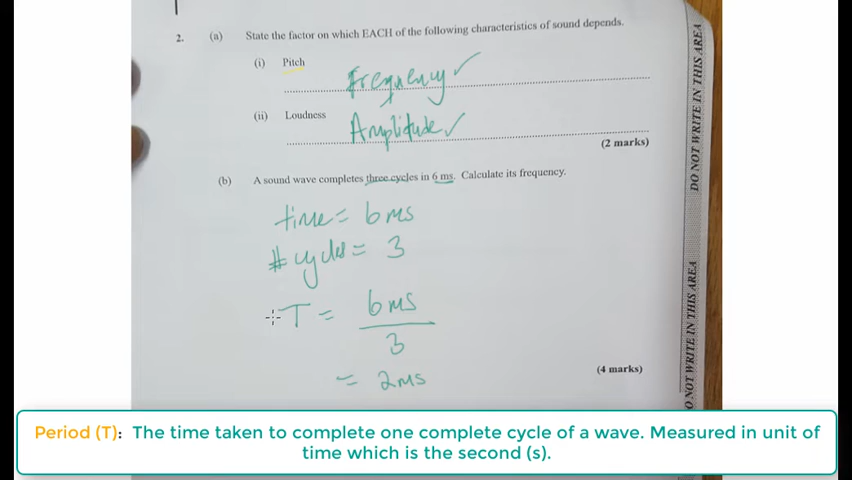 2. (a) State the factor on which EACH of the following characteristics of sound depends.
(i) Pitch
Frequency ✓
(ii) Loudness
Amplitude ✓
(2 marks)
(b) A sound wave completes three cycles in 6 ms. Calculate its frequency.
time = 6ms
# cycles = 3
T = 6ms
3
= 2ms
(4 marks)
DO NOT WRITE IN THIS AREA
DO NOT WRITE IN THIS AREA
Period (T): The time taken to complete one complete cycle of a wave. Measured in unit of
time which is the second (s).